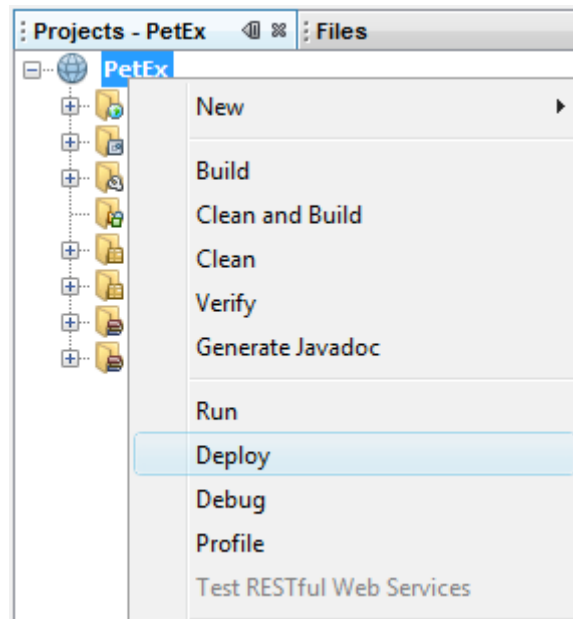 Projects - PetEx Files
PetEx
New
Build
Clean and Build
Clean
Verify
Generate Javadoc
Run
Deploy
Debug
Profile
Test RESTful Web Services